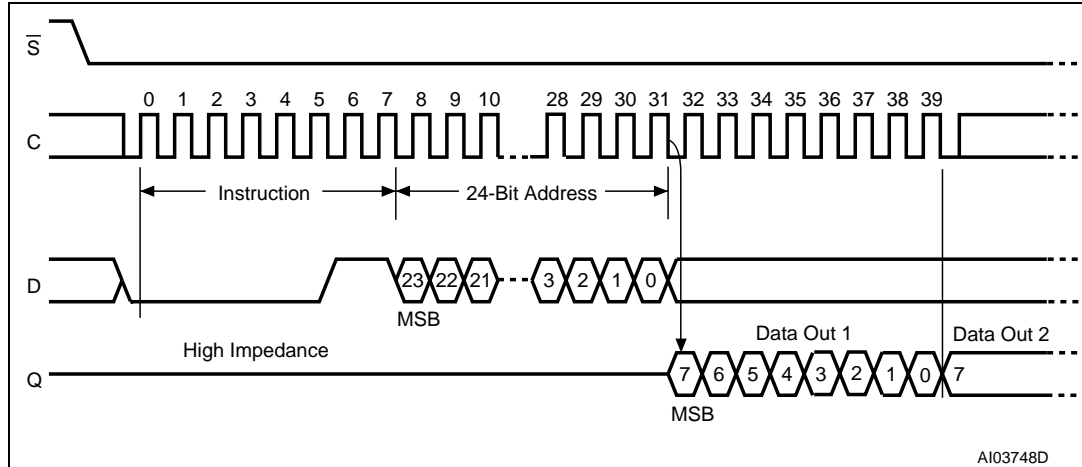 S
0 1 2 3 4 5 6 7 8 9 10 28 29 30 31 32 33 34 35 36 37 38 39
C
Instruction 24-Bit Address
D
23 22 21 3 2 1 0
MSB
High Impedance Data Out 1 Data Out 2
Q
7 6 5 4 3 2 1 0 7
MSB
AI03748D